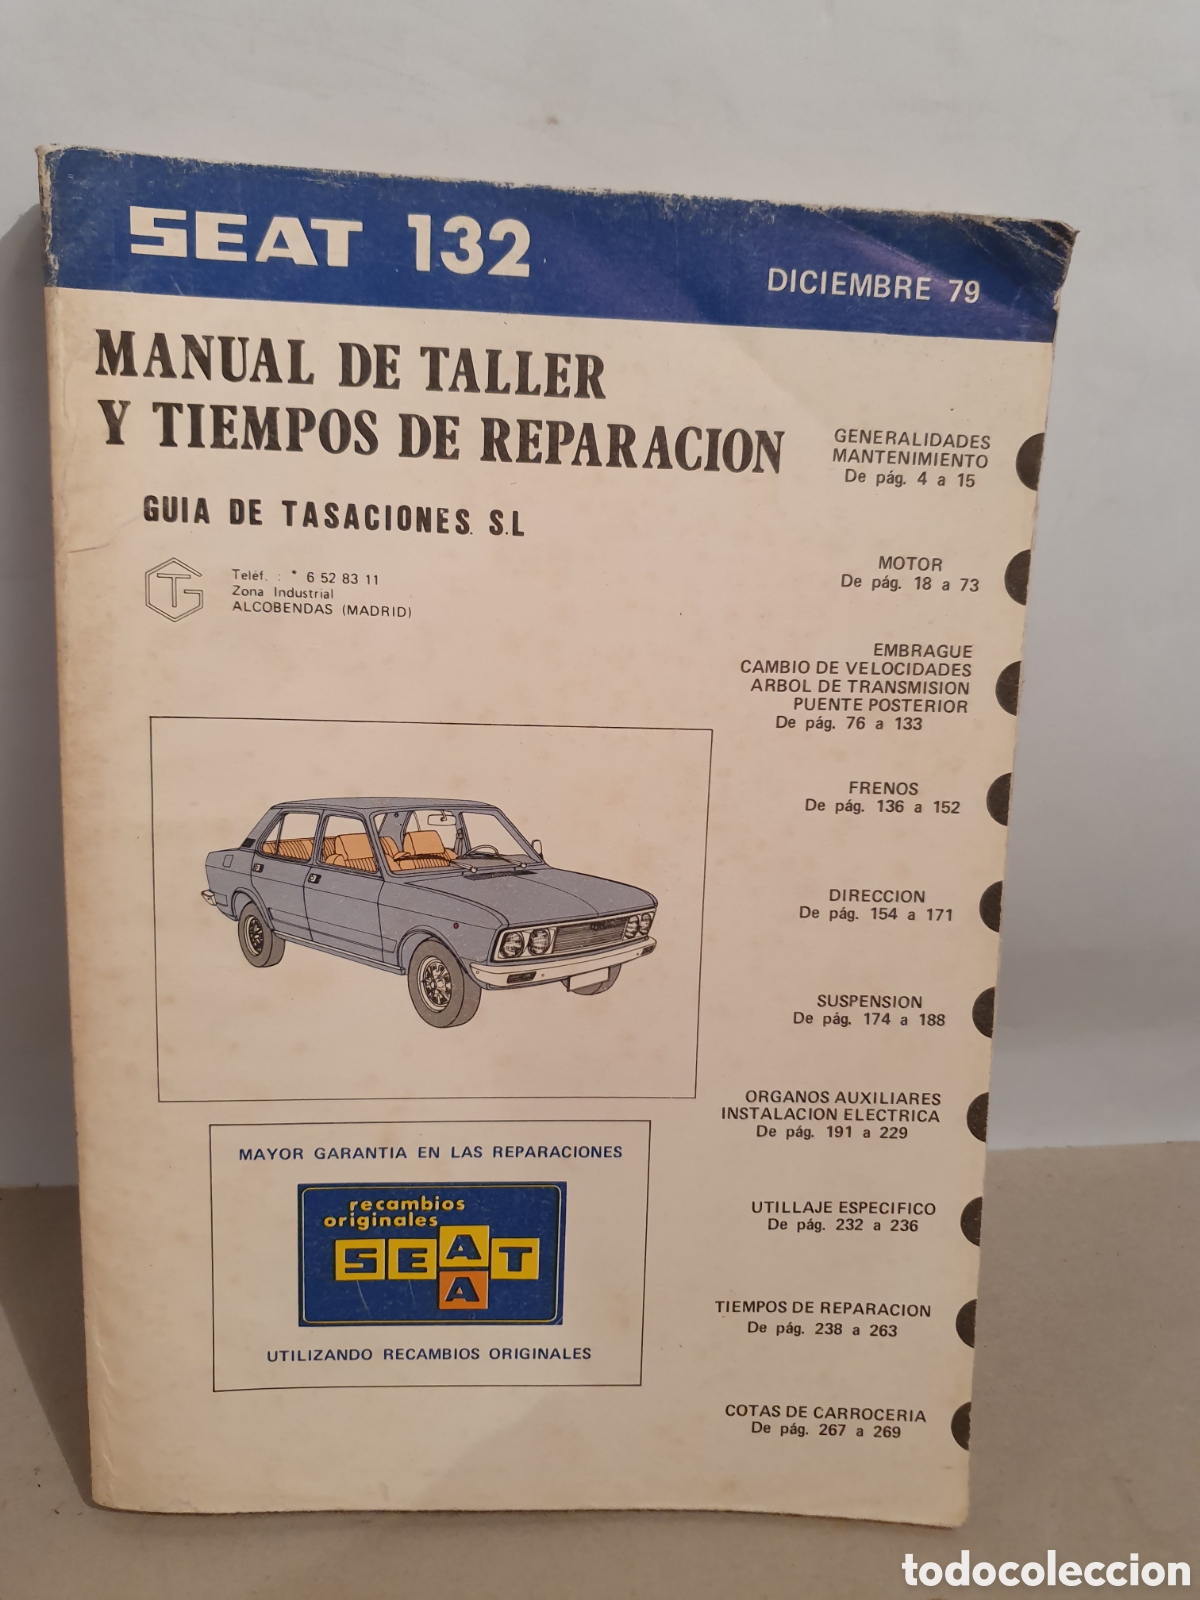 SEAT 132
DICIEMBRE 79
MANUAL DE TALLER
Y TIEMPOS DE REPARACION
GUIA DE TASACIONES. S.L
TG
Teléf. : * 6 52 83 11
Zona Industrial
ALCOBENDAS (MADRID)
GENERALIDADES
MANTENIMIENTO
De pág. 4 a 15
MOTOR
De pág. 18 a 73
EMBRAGUE
CAMBIO DE VELOCIDADES
ARBOL DE TRANSMISION
PUENTE POSTERIOR
De pág. 76 a 133
FRENOS
De pág. 136 a 152
DIRECCION
De pág. 154 a 171
SUSPENSION
De pág. 174 a 188
ORGANOS AUXILIARES
INSTALACION ELECTRICA
De pág. 191 a 229
UTILLAJE ESPECIFICO
De pág. 232 a 236
TIEMPOS DE REPARACION
De pág. 238 a 263
COTAS DE CARROCERIA
De pág. 267 a 269
MAYOR GARANTIA EN LAS REPARACIONES
recambios
originales
SEAT
A
UTILIZANDO RECAMBIOS ORIGINALES
todocoleccion